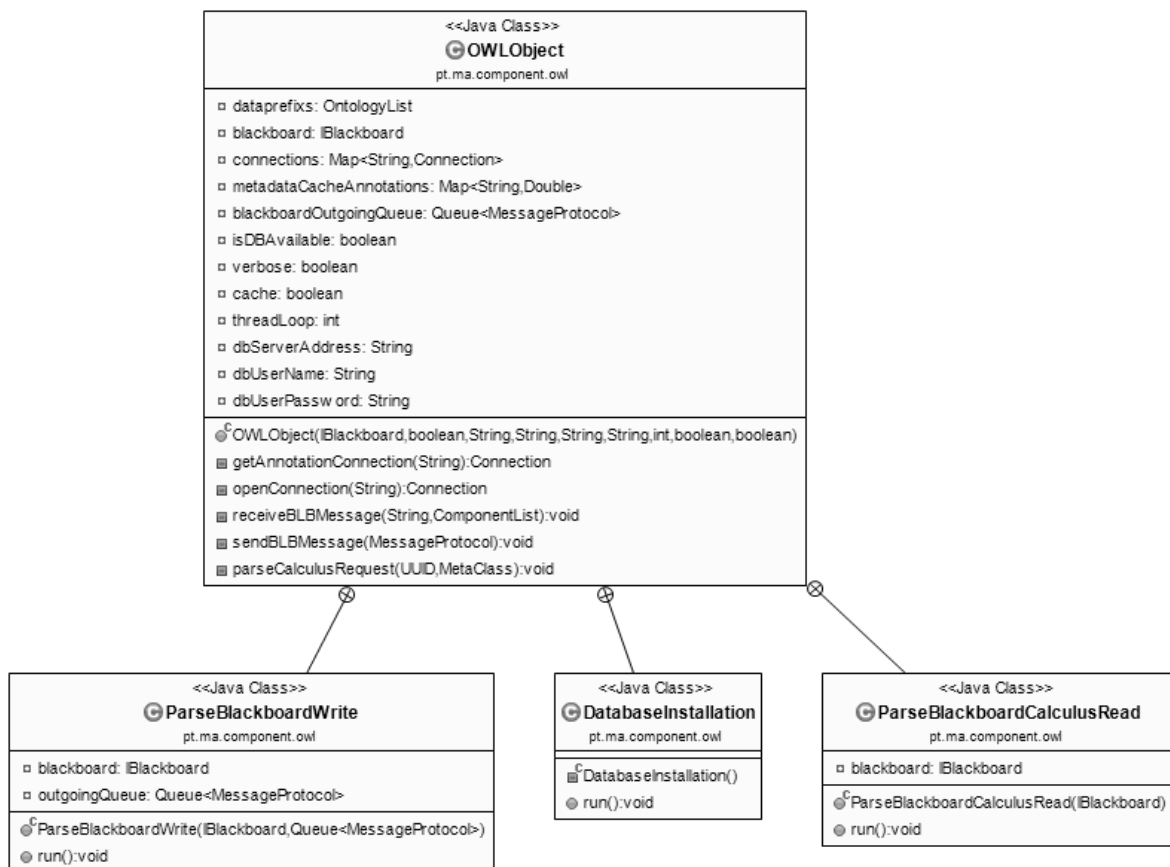 <<Java Class>>
OWLObject
pt.ma.component.owl
dataprefixs: OntologyList
blackboard: IBlackboard
connections: Map<String,Connection>
metadataCacheAnnotations: Map<String,Double>
blackboardOutgoingQueue: Queue<MessageProtocol>
isDBAvailable: boolean
verbose: boolean
cache: boolean
threadLoop: int
dbServerAddress: String
dbUserName: String
dbUserPassword: String
OWLObject(IBlackboard,boolean,String,String,String,String,int,boolean,boolean)
getAnnotationConnection(String):Connection
openConnection(String):Connection
receiveBLBMessage(String,ComponentList):void
sendBLBMessage(MessageProtocol):void
parseCalculusRequest(UUID,MetaClass):void
<<Java Class>>
ParseBlackboardWrite
pt.ma.component.owl
blackboard: IBlackboard
outgoingQueue: Queue<MessageProtocol>
ParseBlackboardWrite(IBlackboard,Queue<MessageProtocol>)
run():void
<<Java Class>>
DatabaseInstallation
pt.ma.component.owl
DatabaseInstallation()
run():void
<<Java Class>>
ParseBlackboardCalculusRead
pt.ma.component.owl
blackboard: IBlackboard
ParseBlackboardCalculusRead(IBlackboard)
run():void